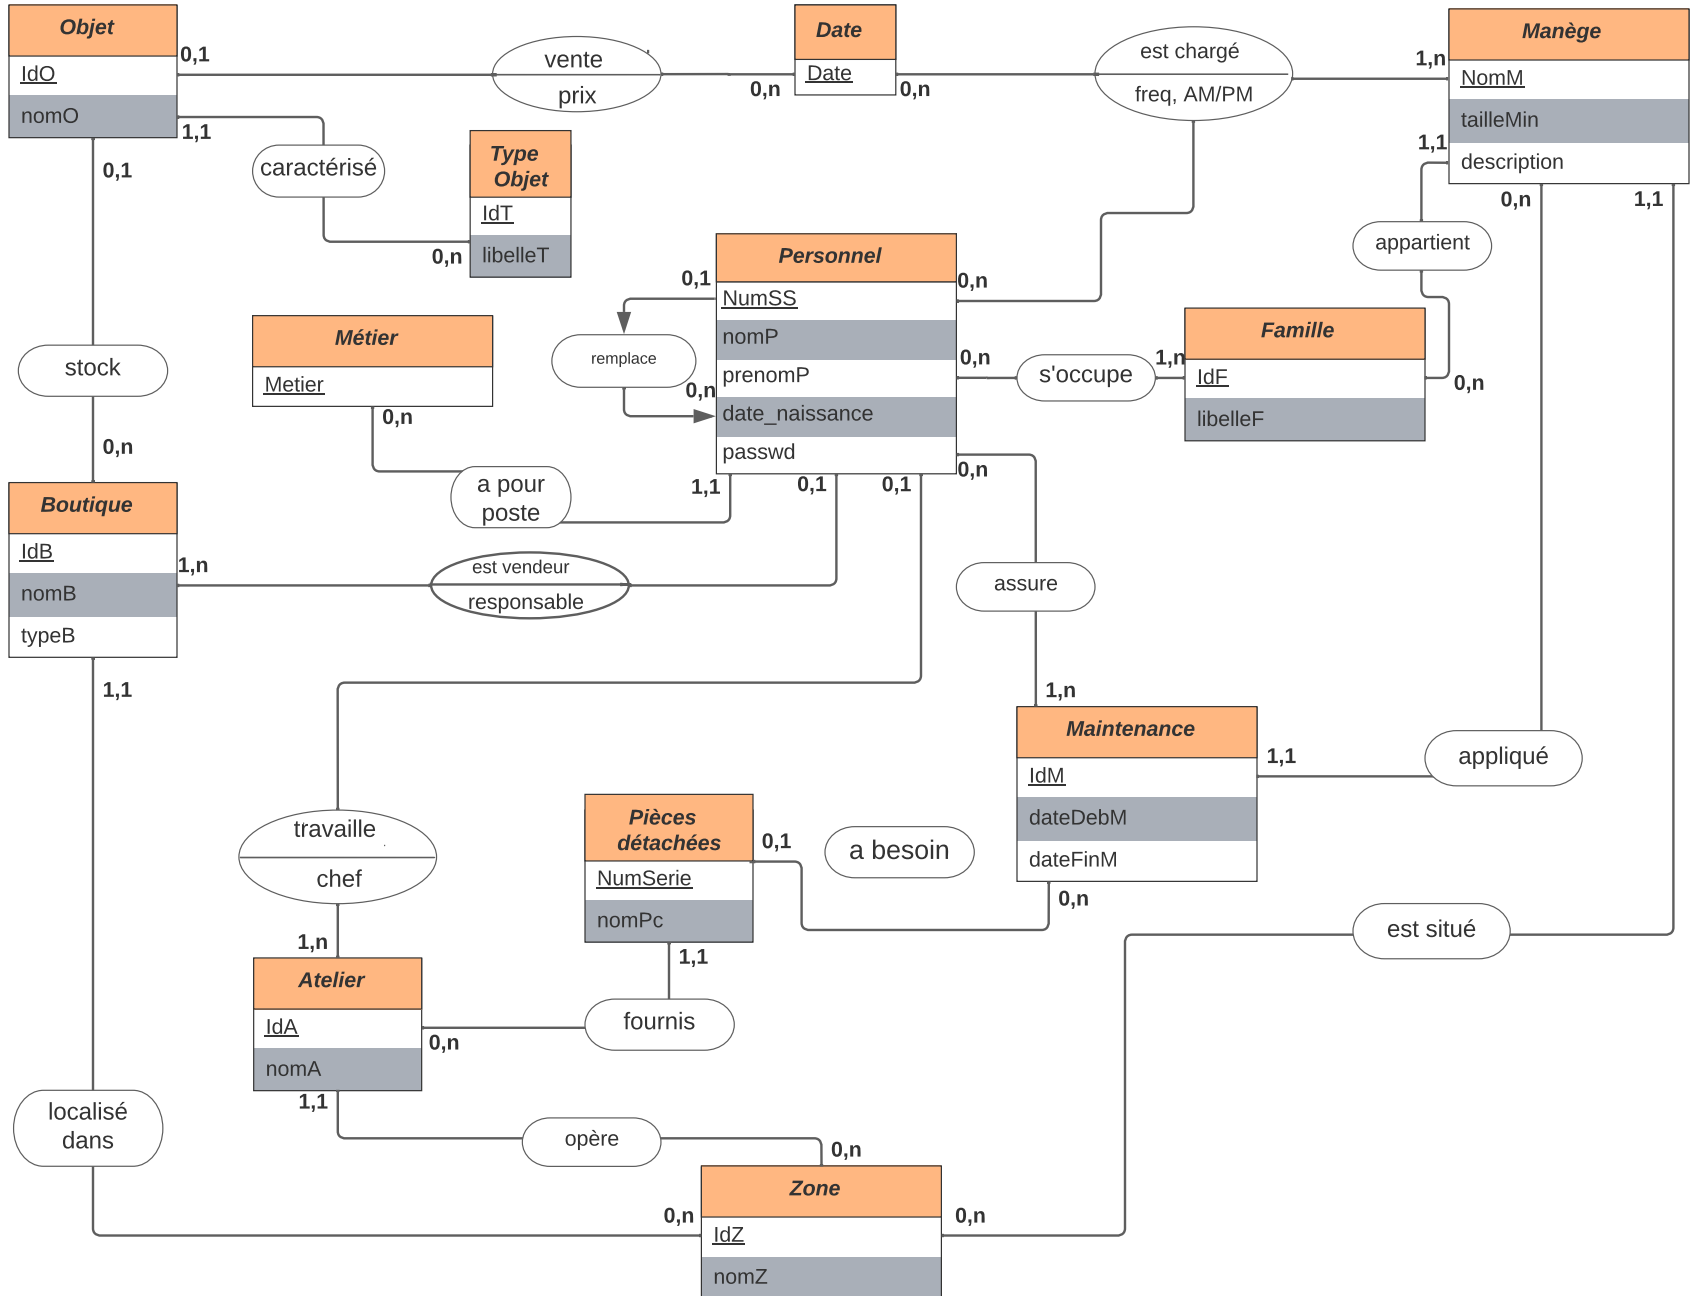 Objet
IdO
nomO
0,1
1,1
0,1
vente
prix
0,n
Date
Date
0,n
est chargé
freq, AM/PM
1,n
Manège
NomM
tailleMin
description
1,1
0,n
1,1
caractérisé
Type
Objet
IdT
libelleT
0,n
appartient
Personnel
NumSS
nomP
prenomP
date_naissance
passwd
0,1
0,n
remplace
0,n
0,n
s'occupe
1,n
Famille
IdF
libelleF
0,n
Métier
Metier
0,n
stock
0,n
a pour
poste
1,1
0,1
0,1
0,n
Boutique
IdB
nomB
typeB
1,n
1,1
est vendeur
responsable
assure
1,n
Maintenance
IdM
dateDebM
dateFinM
1,1
0,n
appliqué
travaille
chef
1,n
Pièces
détachées
NumSerie
nomPc
0,1
1,1
a besoin
est situé
Atelier
IdA
nomA
0,n
1,1
fournis
localisé
dans
opère
0,n
Zone
IdZ
nomZ
0,n
0,n